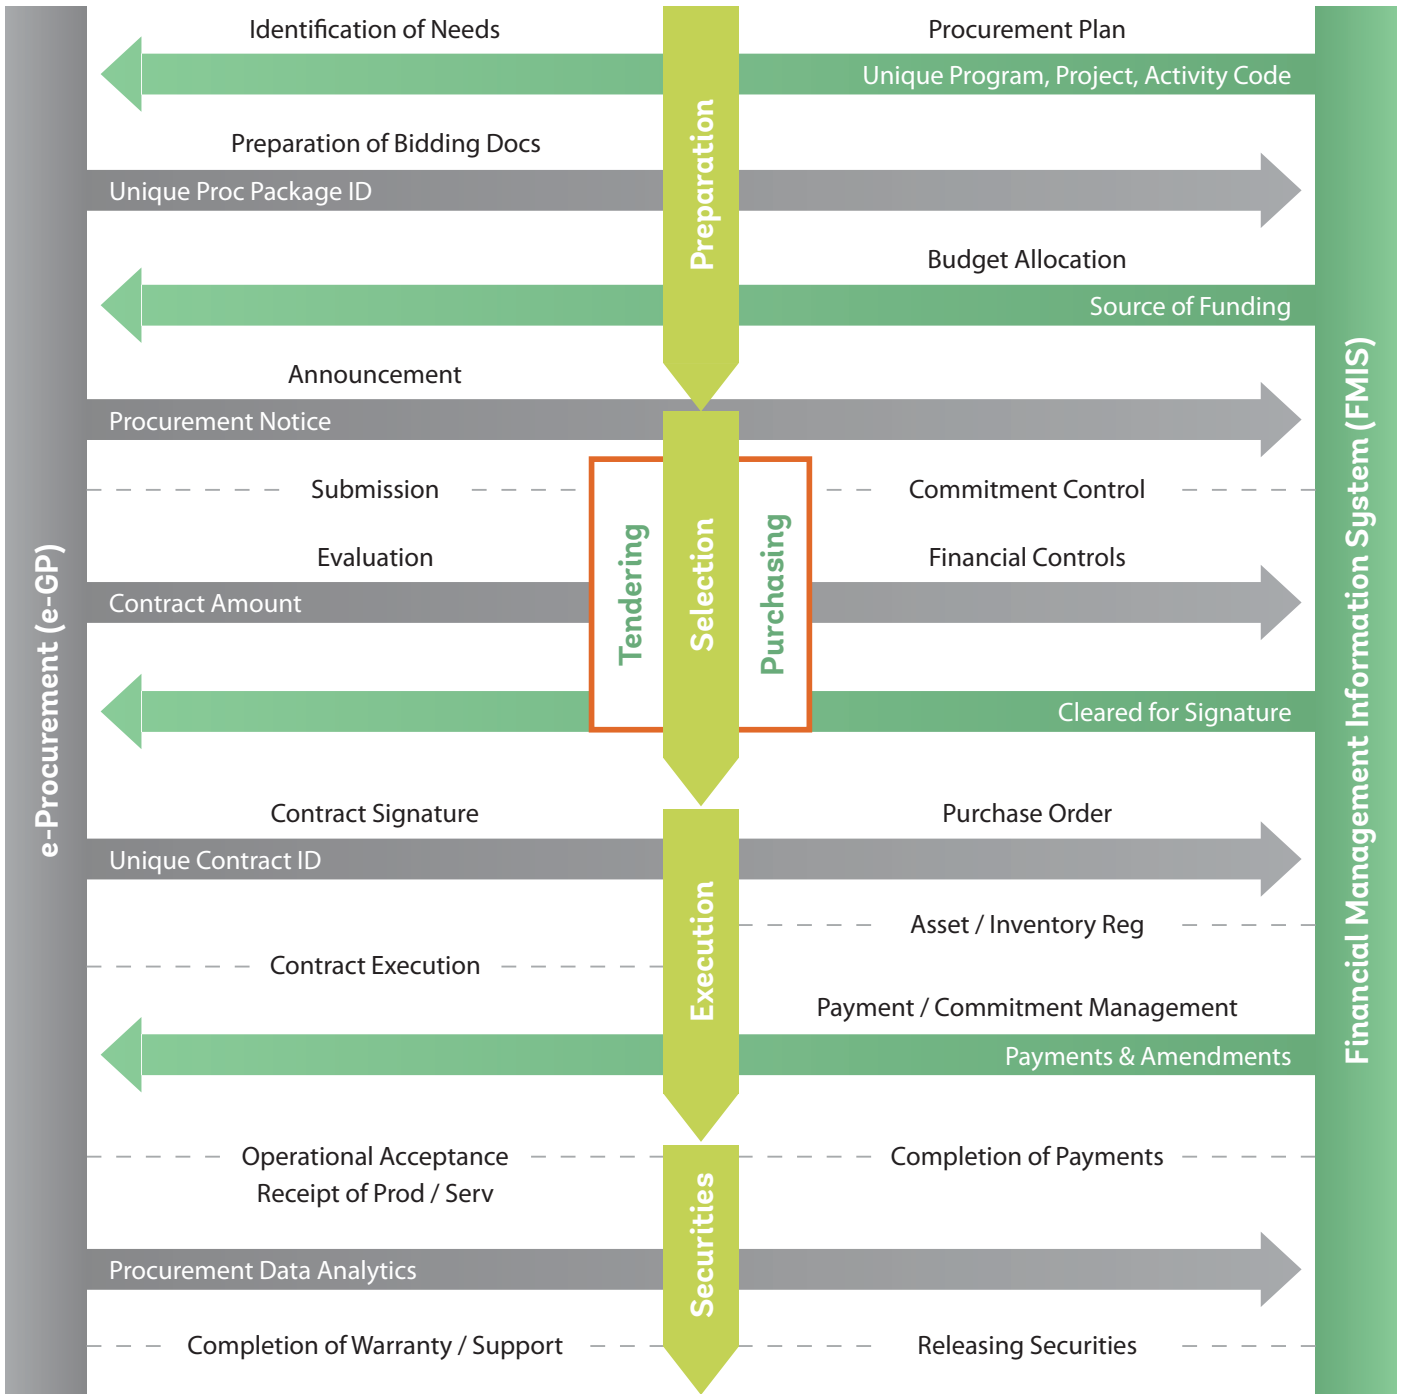 Identification of Needs
Procurement Plan
Unique Program, Project, Activity Code
Preparation of Bidding Docs
Unique Proc Package ID
Preparation
Budget Allocation
Source of Funding
Announcement
Procurement Notice
Submission
Commitment Control
Evaluation
Financial Controls
Contract Amount
Tendering
Selection
Purchasing
Cleared for Signature
e-Procurement (e-GP)
Financial Management Information System (FMIS)
Contract Signature
Purchase Order
Unique Contract ID
Asset / Inventory Reg
Execution
Contract Execution
Payment / Commitment Management
Payments & Amendments
Operational Acceptance
Completion of Payments
Receipt of Prod / Serv
Securities
Procurement Data Analytics
Completion of Warranty / Support
Releasing Securities